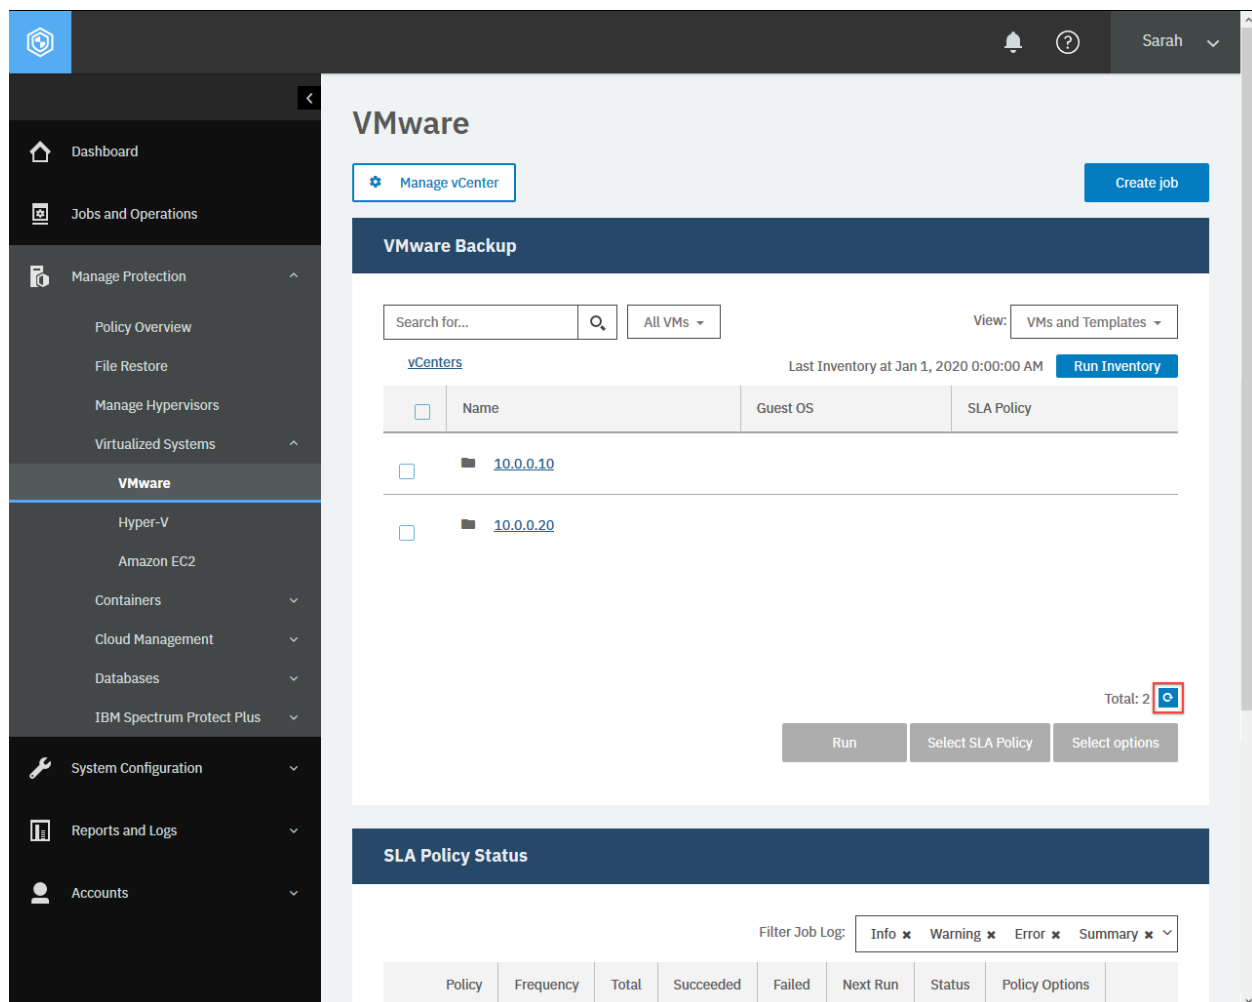 Sarah
VMware
Dashboard
Manage vCenter
Create job
Jobs and Operations
VMware Backup
Manage Protection
Search for...
All VMs
View:
VMs and Templates
Policy Overview
File Restore
vCenters
Last Inventory at Jan 1, 2020 0:00:00 AM
Run Inventory
Manage Hypervisors
Name
Guest OS
SLA Policy
Virtualized Systems
10.0.0.10
VMware
Hyper-V
10.0.0.20
Amazon EC2
Containers
Cloud Management
Databases
Total: 2
IBM Spectrum Protect Plus
Run
Select SLA Policy
Select options
System Configuration
Reports and Logs
SLA Policy Status
Accounts
Filter Job Log:
Info × Warning × Error × Summary ×
Policy
Frequency
Total
Succeeded
Failed
Next Run
Status
Policy Options